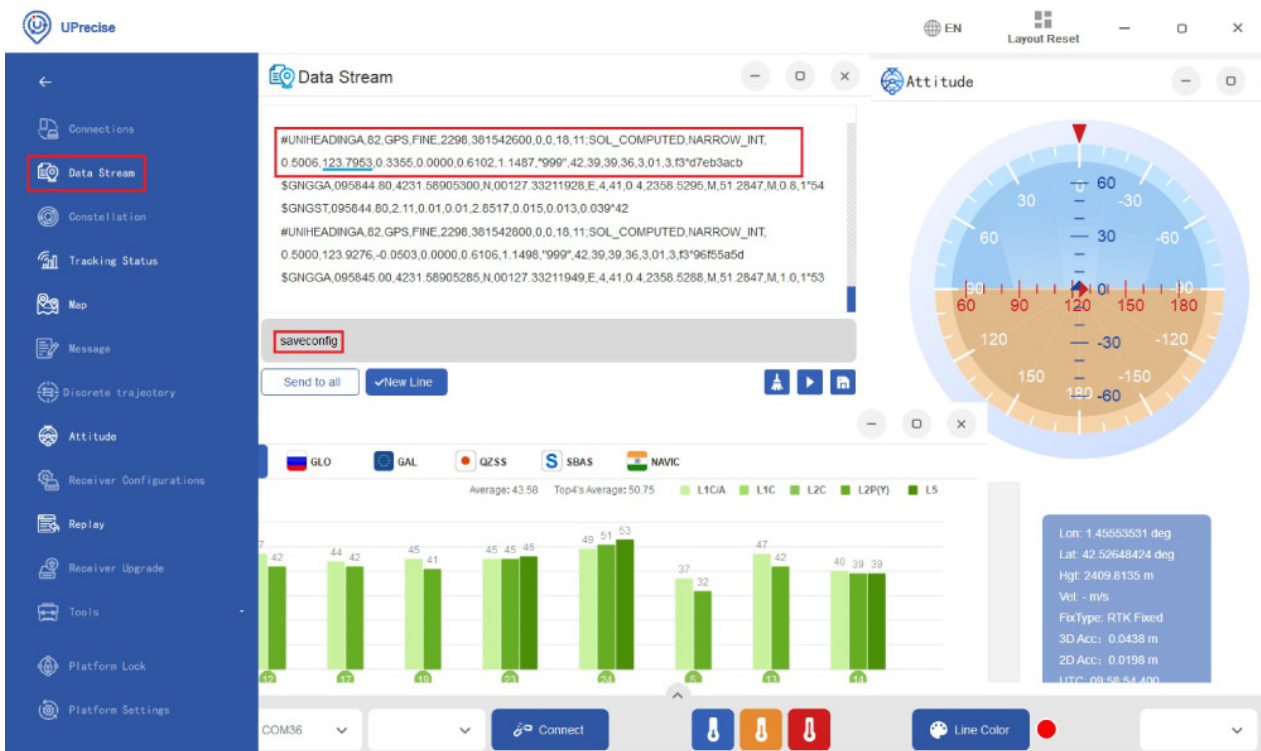 UPrecise
EN
Layout Reset
Connections
Data Stream
Constellation
Tracking Status
Map
Message
Discrete trajectory
Attitude
Receiver Configurations
Replay
Receiver Upgrade
Tools
Platform Lock
Platform Settings
Data Stream
#UNIHEADINGA,82,GPS,FINE,2298,381542600,0,0,18,11;SOL_COMPUTED,NARROW_INT,
0.5006,123.7953,0.3355,0.0000,0.6102,1.1487,"999",42,39,39,36,3,01,3,f3*d7eb3acb
$GNGGA,095844.80,4231.58905300,N,00127.33211928,E,4,41,0.4,2358.5295,M,51.2847,M,0.8,1*54
$GNGST,095844.80,2.11,0.01,0.01,2.8517,0.015,0.013,0.039*42
#UNIHEADINGA,82,GPS,FINE,2298,381542800,0,0,18,11;SOL_COMPUTED,NARROW_INT,
0.5000,123.9276,-0.0503,0.0000,0.6106,1.1498,"999",42,39,39,36,3,01,3,f3*96f55a5d
$GNGGA,095845.00,4231.58905285,N,00127.33211949,E,4,41,0.4,2358.5288,M,51.2847,M,1.0,1*53
saveconfig
Send to all
New Line
Attitude
60
30 -30
60 30 -60
90 0 -90
60 90 120 150 180
120 -30 -120
150 -150
180 -60
GLO GAL QZSS S SBAS NAVIC
Average: 43.58 Top4's Average: 50.75 L1C/A L1C L2C L2P(Y) L5
7 42 44 42 45 41 45 45 46 49 51 53 37 32 47 42 40 39 39
12 17 19 23 24 5 13 14
Lon: 1.45553531 deg
Lat: 42.52648424 deg
Hgt: 2409.8135 m
Vel: - m/s
FixType: RTK Fixed
3D Acc: 0.0438 m
2D Acc: 0.0198 m
UTC: 09:58:54.400
COM36
Connect
Line Color